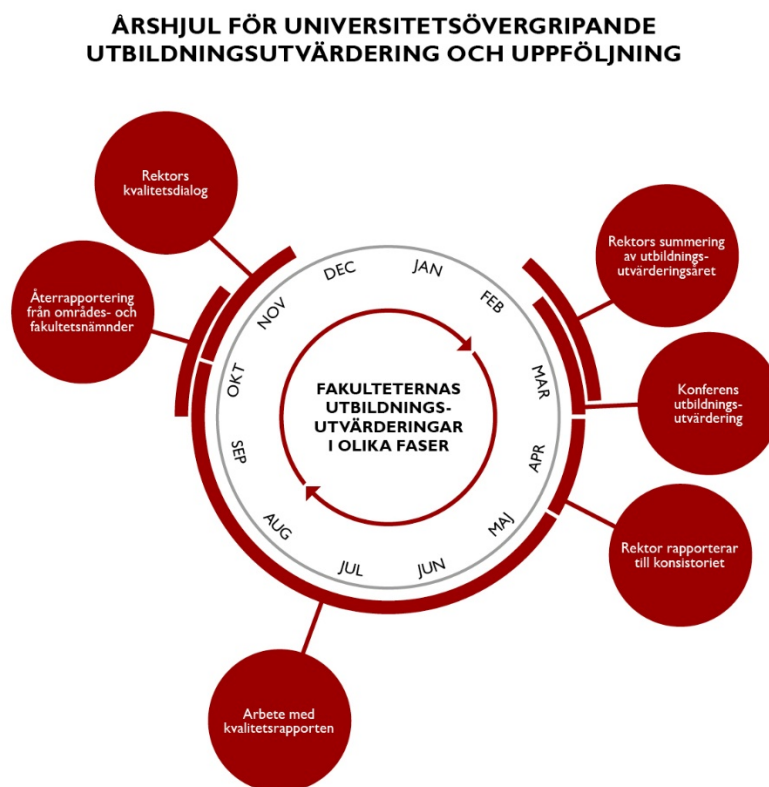 ÅRSHJUL FÖR UNIVERSITETSÖVERGRIPANDE
UTBILDNINGSUTVÄRDERING OCH UPPFÖLJNING
Rektors
kvalitetsdialog
Återrapportering
från områdes- och
fakultetsnämnder
Rektors summering
av utbildnings-
utvärderingsåret
Konferens
utbildnings-
utvärdering
Rektor rapporterar
till konsistoriet
Arbete med
kvalitetsrapporten
JAN
FEB
MAR
APR
MAJ
JUN
JUL
AUG
SEP
OKT
NOV
DEC
FAKULTETERNAS
UTBILDNINGS-
UTVÄRDERINGAR
I OLIKA FASER